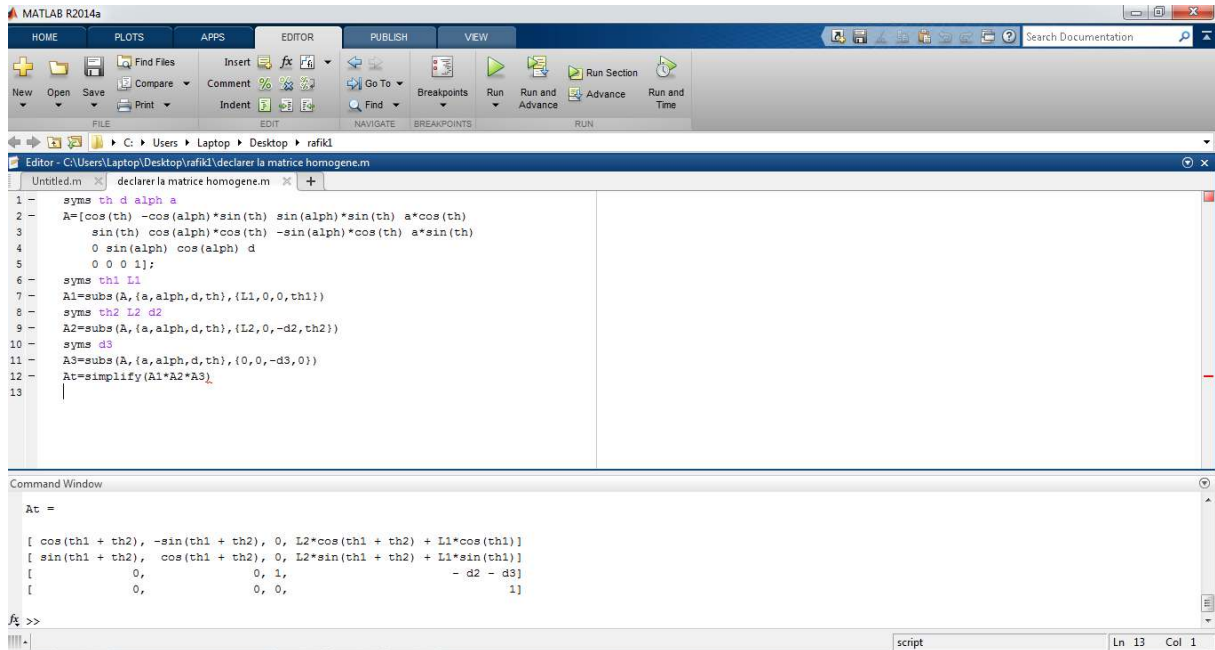 MATLAB R2014a
HOME PLOTS APPS EDITOR PUBLISH VIEW
Search Documentation
New Open Save
Find Files
Compare
Print
FILE
Insert fx
Comment
Indent
EDIT
Go To
Find
NAVIGATE
Breakpoints
BREAKPOINTS
Run
Run and Advance
Run Section
Advance
Run and Time
RUN
C: Users Laptop Desktop rafik1
Editor - C:\Users\Laptop\Desktop\rafik1\declarer la matrice homogene.m
Untitled.m declarer la matrice homogene.m
1 - syms th d alph a
2 - A=[cos(th) -cos(alph)*sin(th) sin(alph)*sin(th) a*cos(th)
3 sin(th) cos(alph)*cos(th) -sin(alph)*cos(th) a*sin(th)
4 0 sin(alph) cos(alph) d
5 0 0 0 1];
6 - syms th1 L1
7 - A1=subs(A,{a,alph,d,th},{L1,0,0,th1})
8 - syms th2 L2 d2
9 - A2=subs(A,{a,alph,d,th},{L2,0,-d2,th2})
10 - syms d3
11 - A3=subs(A,{a,alph,d,th},{0,0,-d3,0})
12 - At=simplify(A1*A2*A3)
13
Command Window
At =
[ cos(th1 + th2), -sin(th1 + th2), 0, L2*cos(th1 + th2) + L1*cos(th1)]
[ sin(th1 + th2), cos(th1 + th2), 0, L2*sin(th1 + th2) + L1*sin(th1)]
[ 0, 0, 1, - d2 - d3]
[ 0, 0, 0, 1]
fx >>
script Ln 13 Col 1